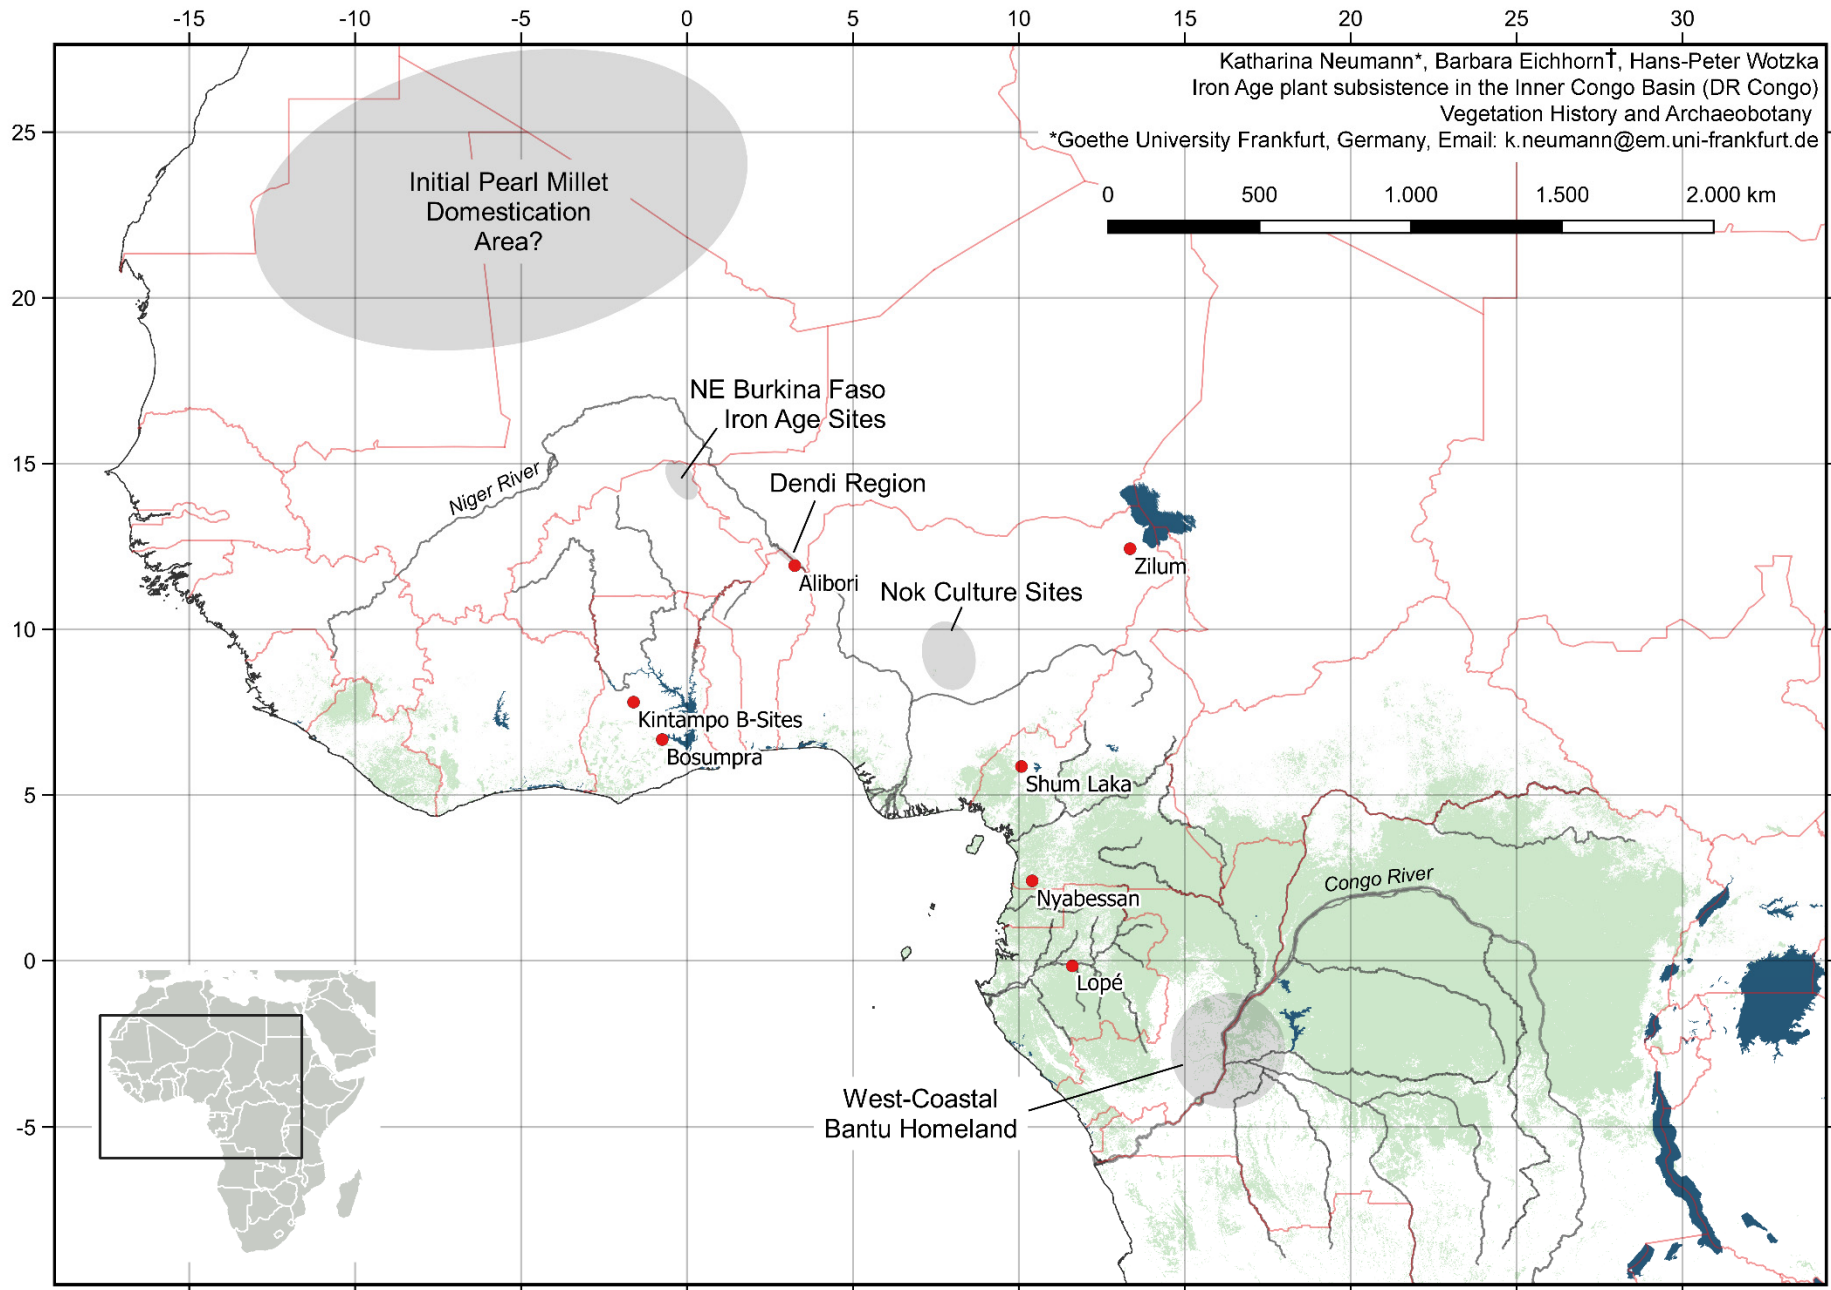 -15 -10 -5 0 5 10 15 20 25 30
Katharina Neumann*, Barbara Eichhorn†, Hans-Peter Wotzka
Iron Age plant subsistence in the Inner Congo Basin (DR Congo)
Vegetation History and Archaeobotany
*Goethe University Frankfurt, Germany, Email: k.neumann@em.uni-frankfurt.de
0 500 1.000 1.500 2.000 km
25
20
15
10
5
0
-5
Initial Pearl Millet
Domestication
Area?
NE Burkina Faso
Iron Age Sites
Niger River
Dendi Region
Alibori
Zilum
Nok Culture Sites
Kintampo B-Sites
Bosumpra
Shum Laka
Nyabessan
Congo River
Lopé
West-Coastal
Bantu Homeland